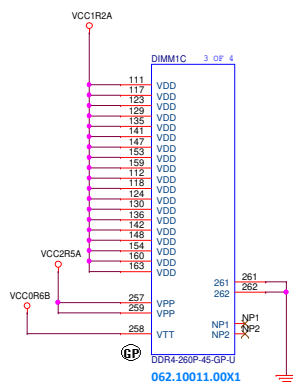 VCC1R2A
DIMM1C 3 OF 4
111 VDD
117 VDD
123 VDD
129 VDD
135 VDD
141 VDD
147 VDD
153 VDD
159 VDD
112 VDD
118 VDD
124 VDD
130 VDD
136 VDD
142 VDD
148 VDD
154 VDD
160 VDD
163 VDD
VCC2R5A
261 261
262 262
VCC0R6B
257 VPP
259 VPP
NP1 NP1
258 VTT NP2 NP2
GP
DDR4-260P-45-GP-U
062.10011.00X1